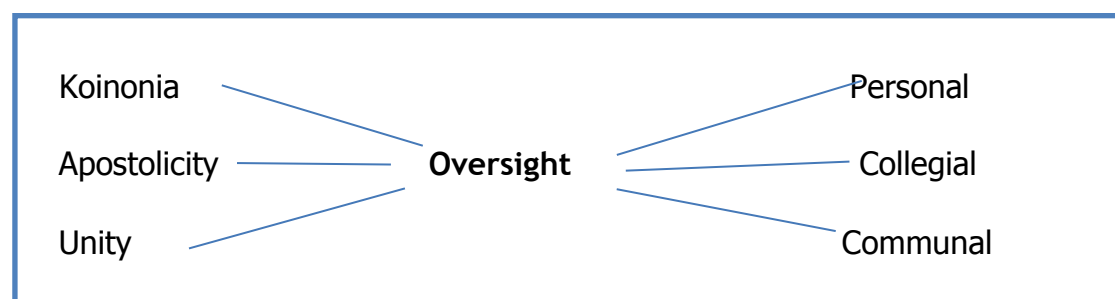 Koinonia Personal
Apostolicity Oversight Collegial
Unity Communal